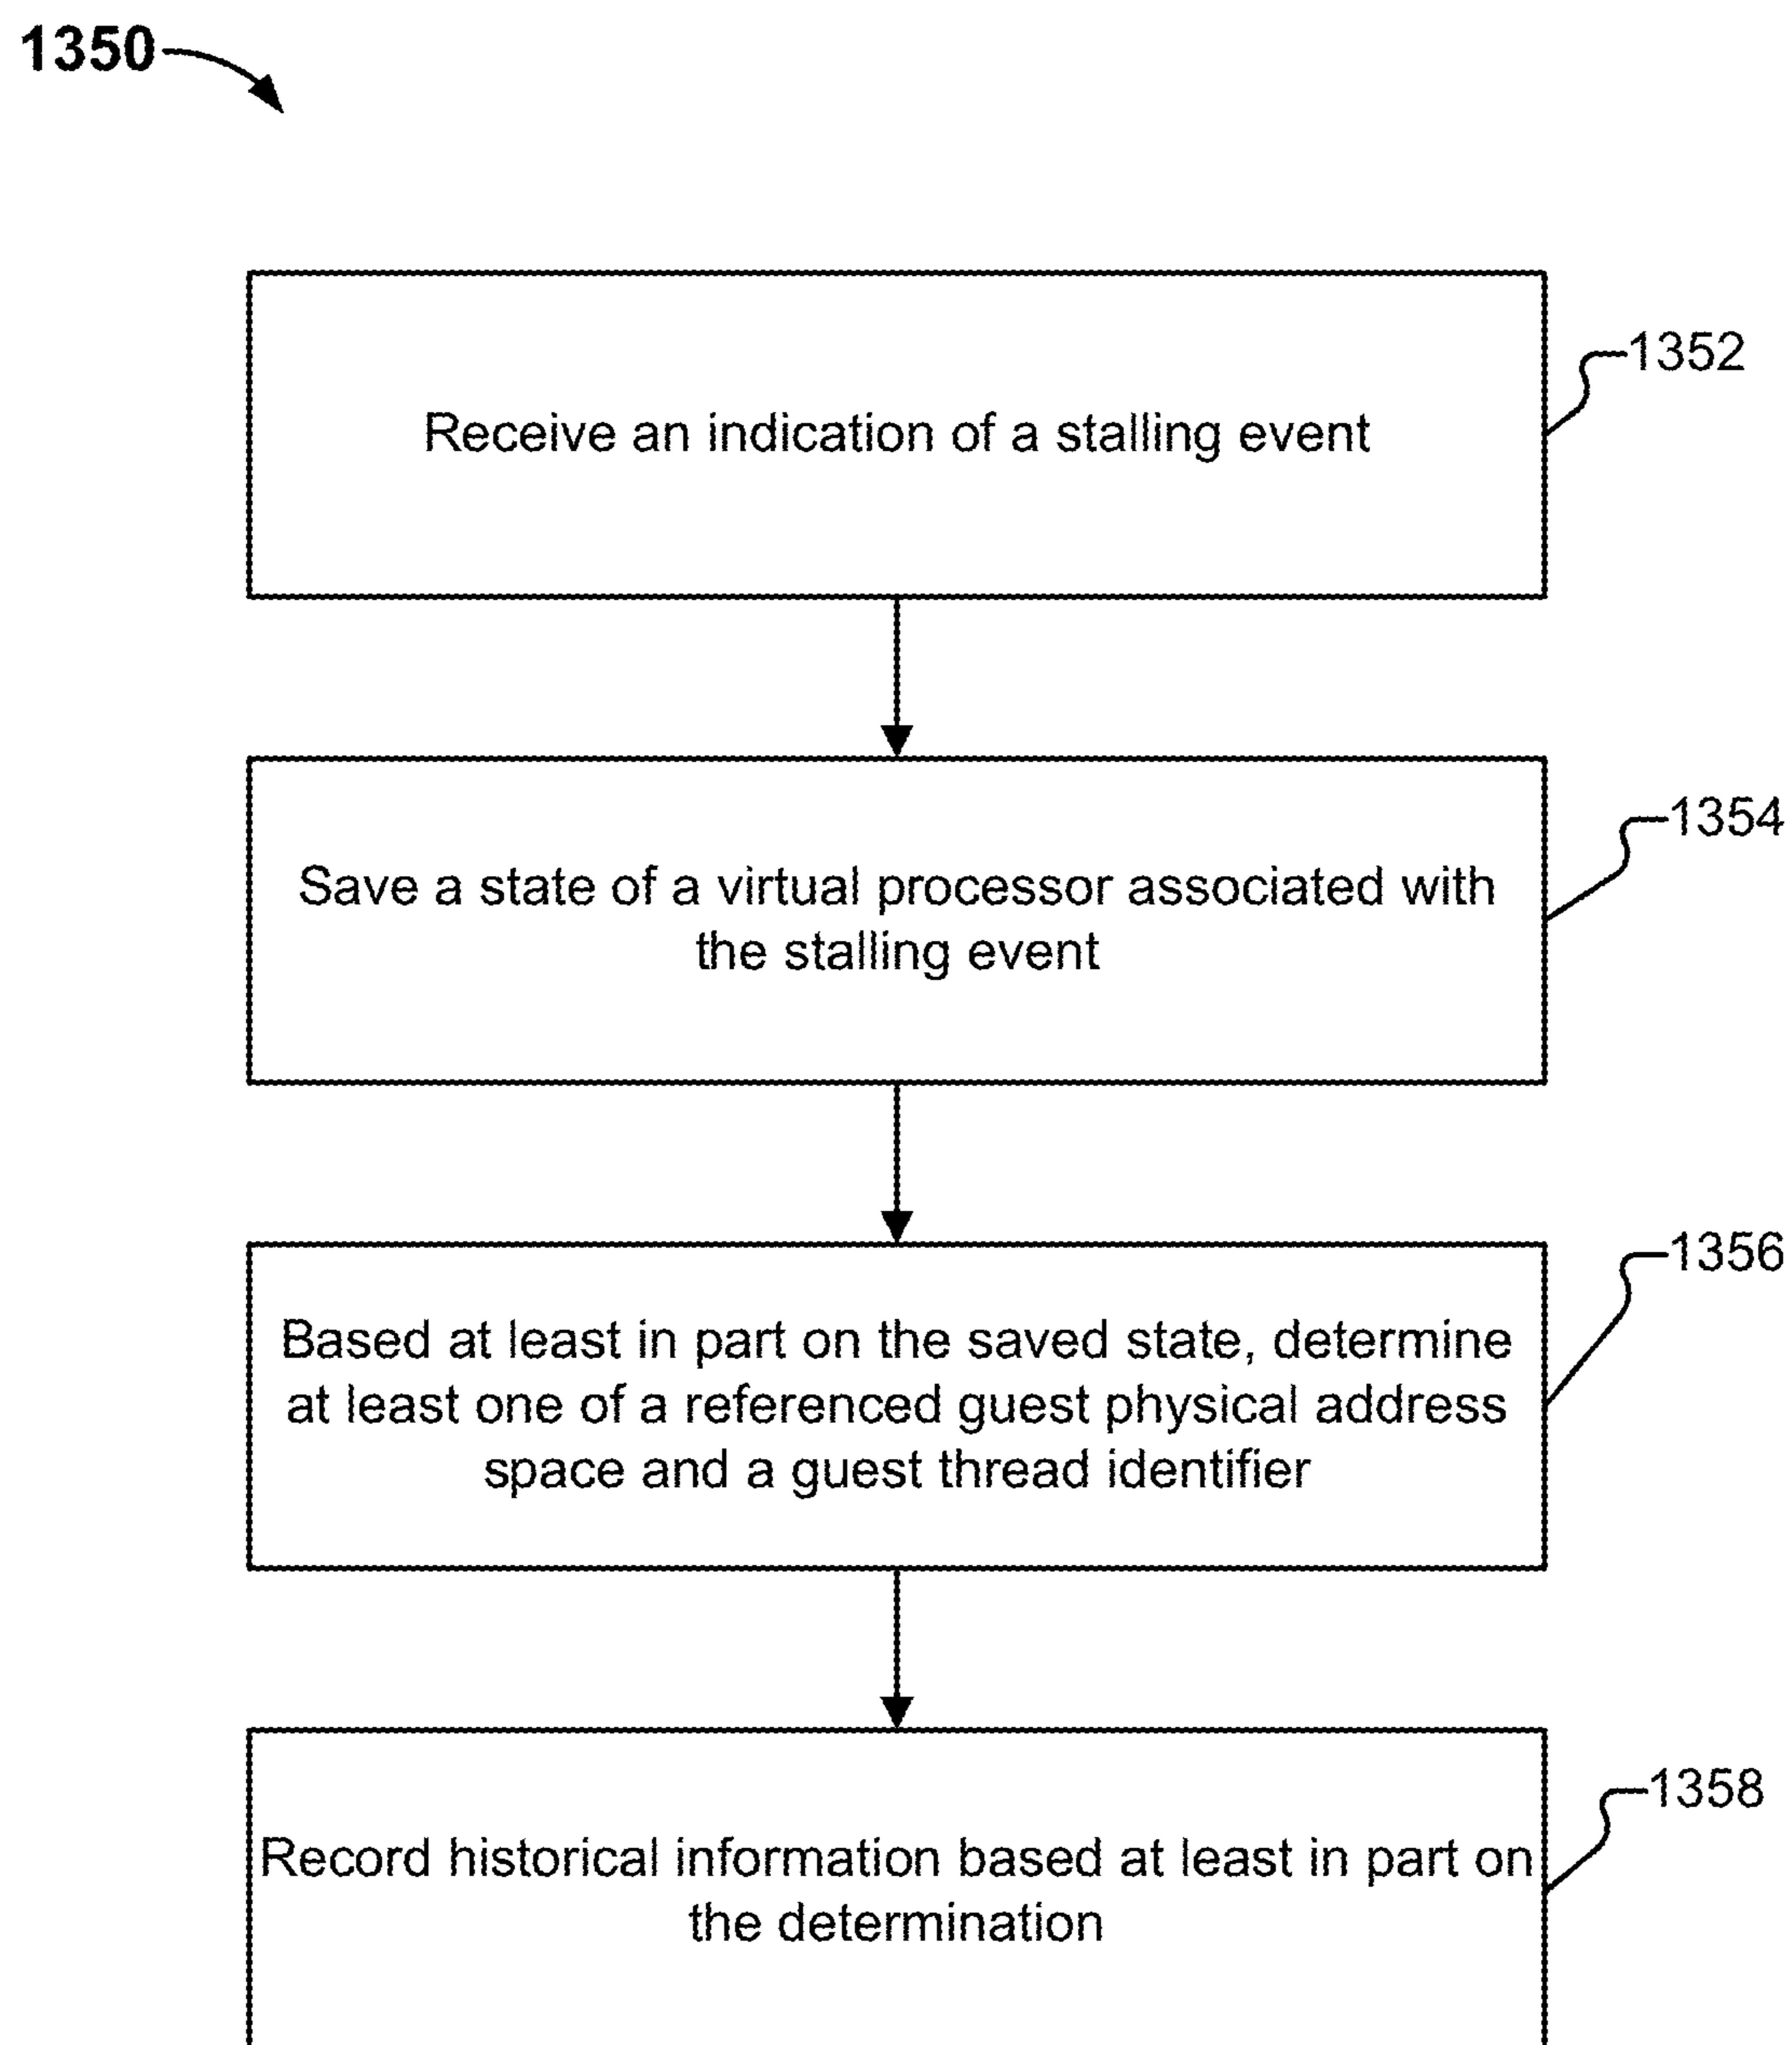 1350
Receive an indication of a stalling event
1352
Save a state of a virtual processor associated with
the stalling event
1354
Based at least in part on the saved state, determine
at least one of a referenced guest physical address
space and a guest thread identifier
1356
Record historical information based at least in part on
the determination
1358